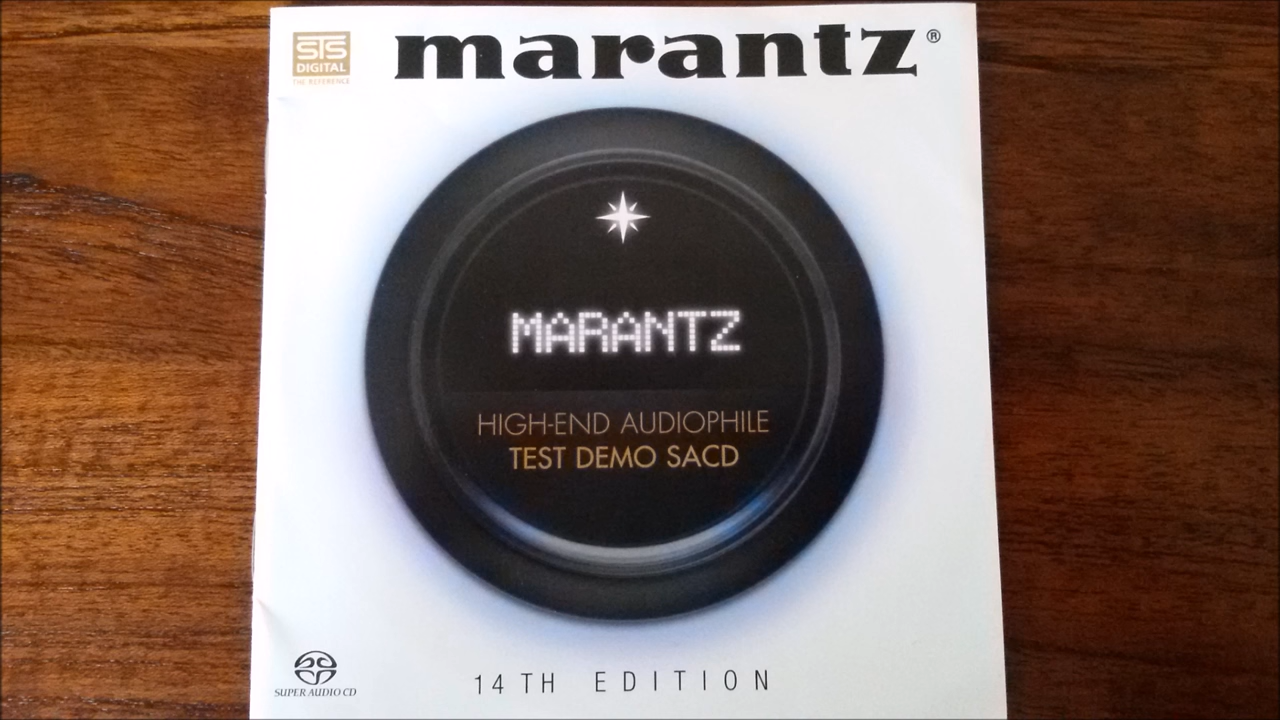 STS
DIGITAL
THE REFERENCE
marantz®
MARANTZ
HIGH-END AUDIOPHILE
TEST DEMO SACD
SUPER AUDIO CD
14TH EDITION